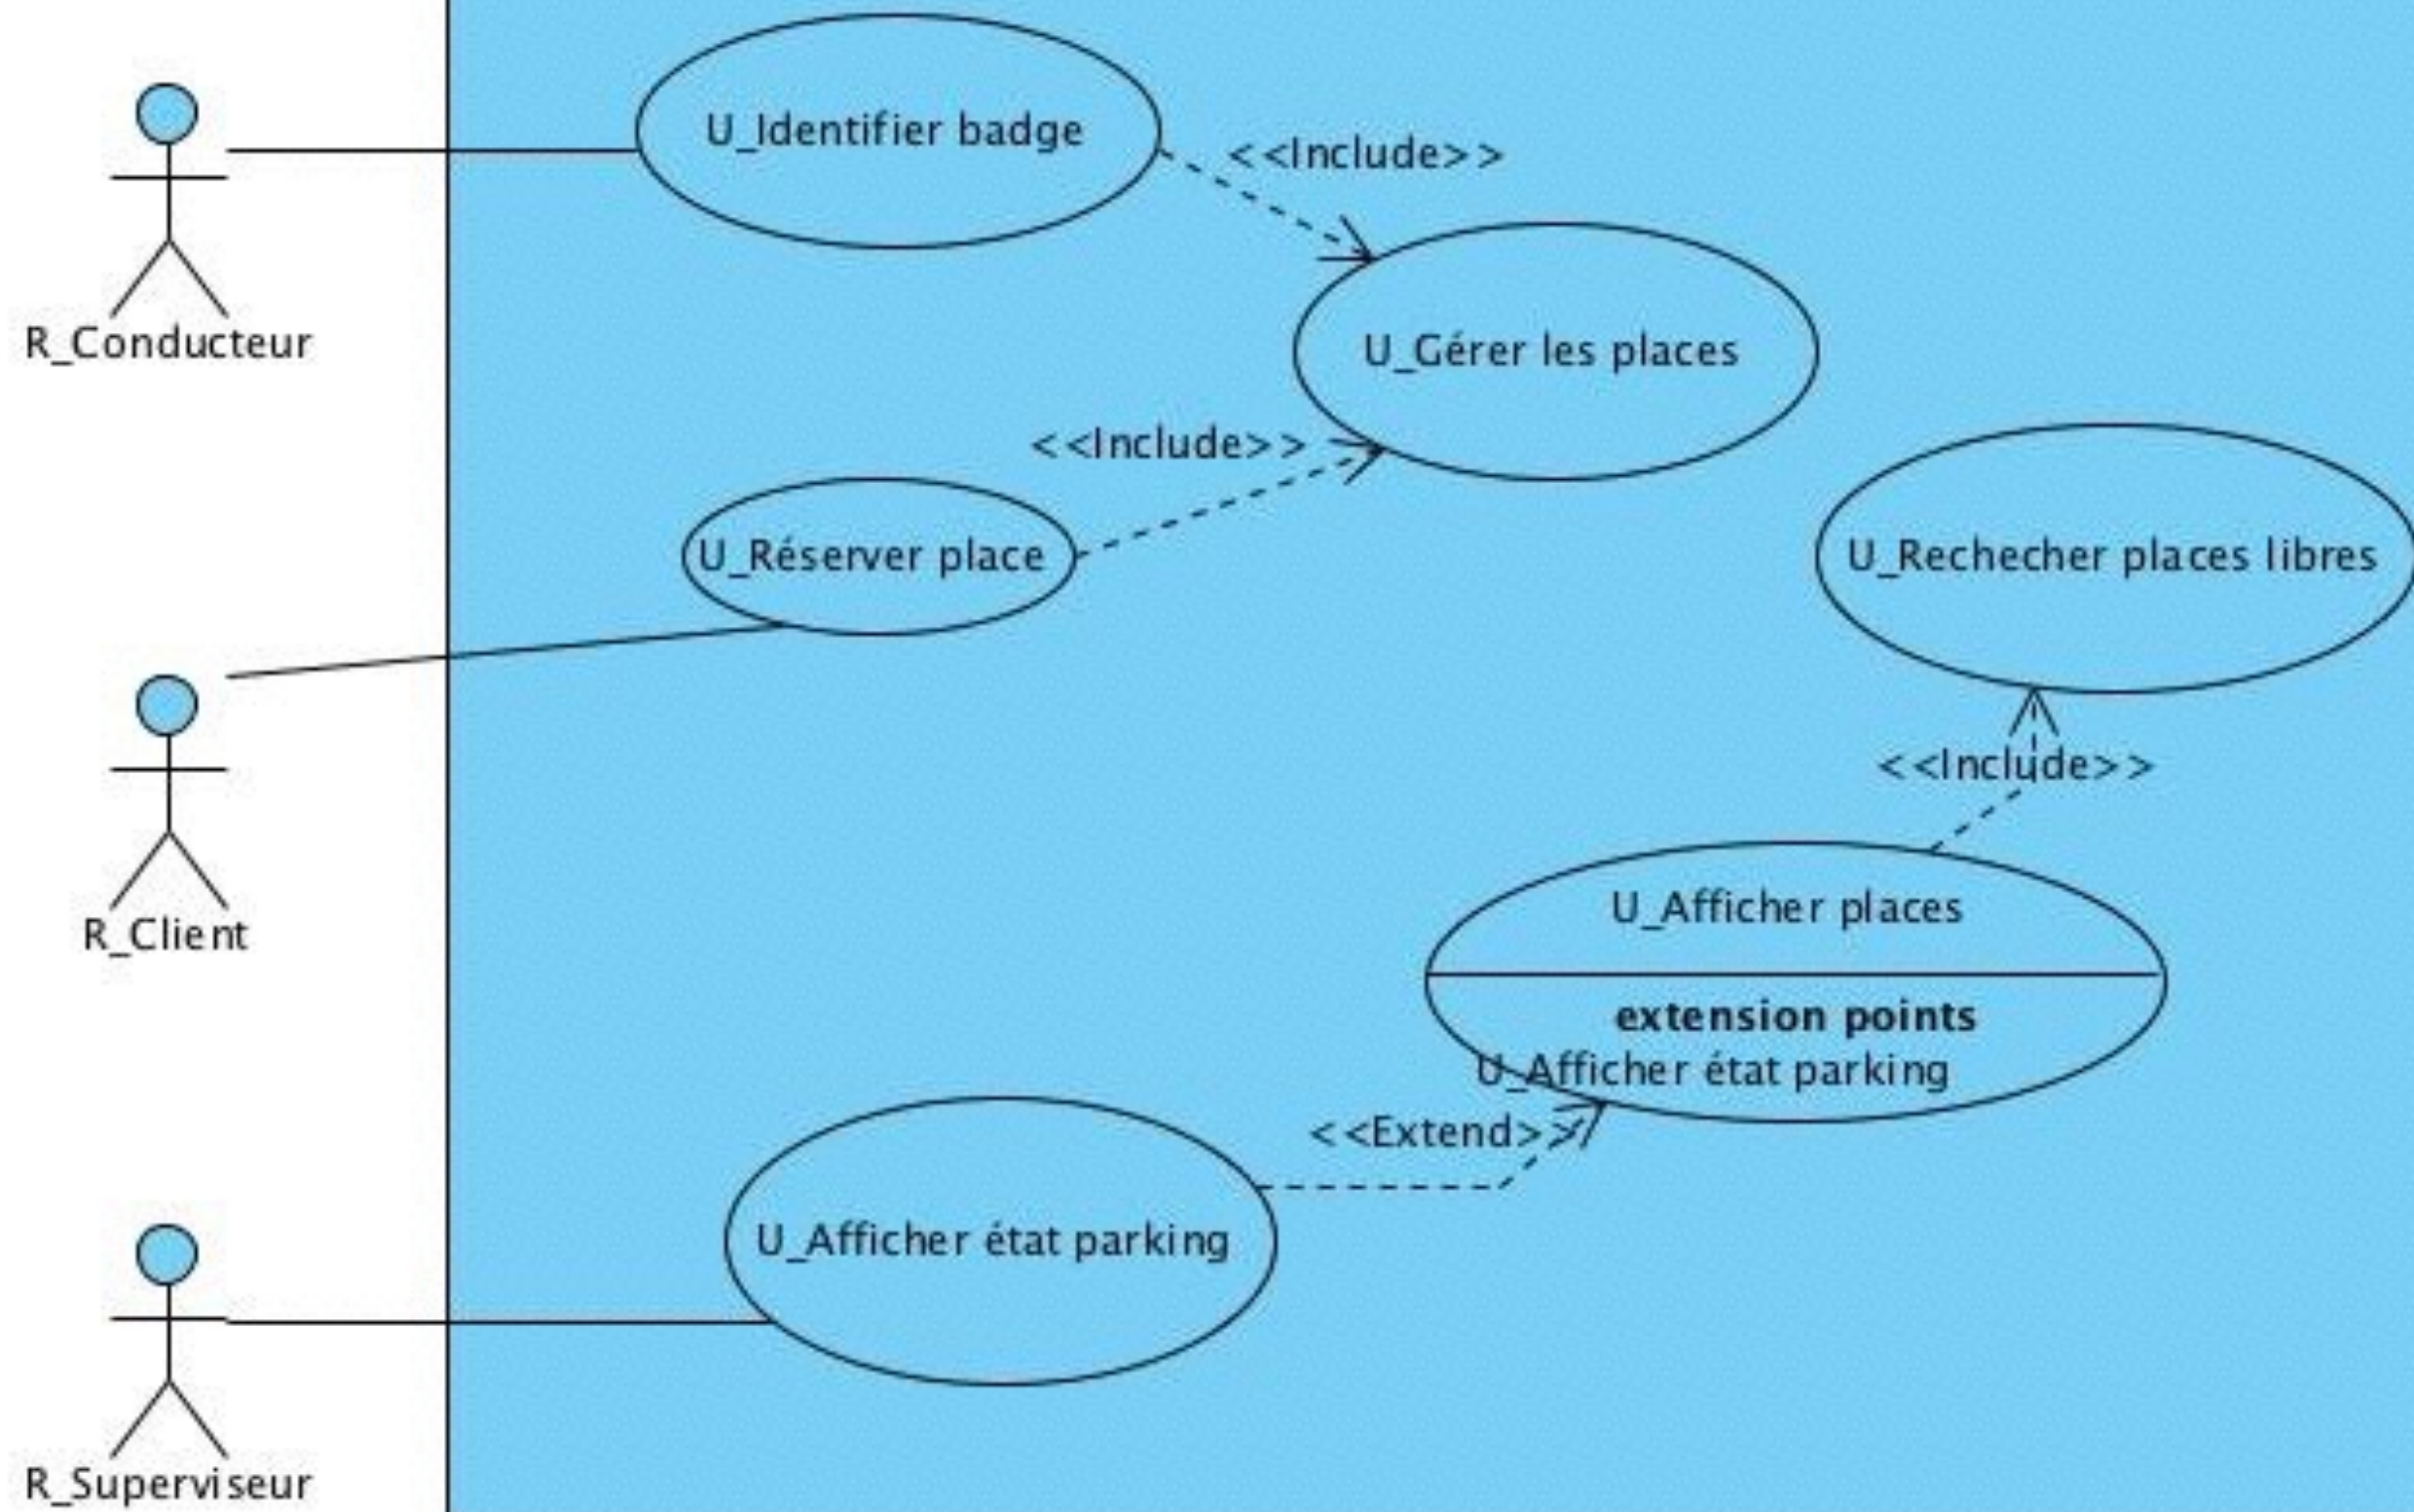 U_Identifier badge
<<Include>>
R_Conducteur
U_Gérer les places
<<Include>>
U_Réserver place
U_Rechecher places libres
<<Include>>
R_Client
U_Afficher places
extension points
U_Afficher état parking
<<Extend>>
U_Afficher état parking
R_Superviseur